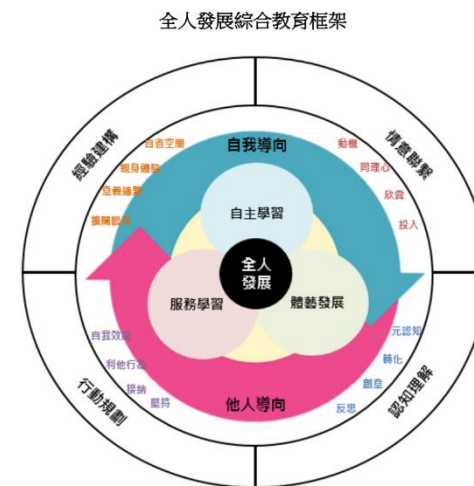 全人發展綜合教育框架
經驗建構
情意聯繫
自省空間
親身體驗
意義縫製
擴闊眼界
自我導向
動機
同理心
欣賞
投入
自主學習
全人
發展
服務學習
體藝發展
自我效能
利他行為
接納
堅持
他人導向
元認知
轉化
創意
反思
行動規劃
認知理解